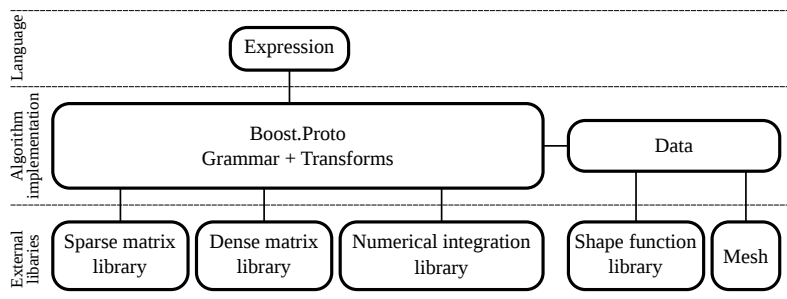 Language
Expression
Algorithm
implementation
Boost.Proto
Grammar + Transforms
Data
External
libaries
Sparse matrix
library
Dense matrix
library
Numerical integration
library
Shape function
library
Mesh